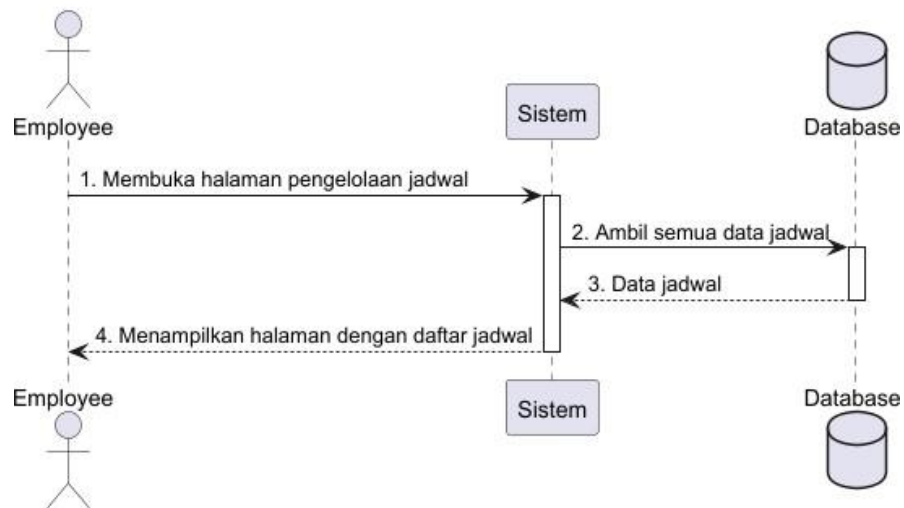 Employee
Sistem
Database
1. Membuka halaman pengelolaan jadwal
2. Ambil semua data jadwal
3. Data jadwal
4. Menampilkan halaman dengan daftar jadwal
Employee
Sistem
Database